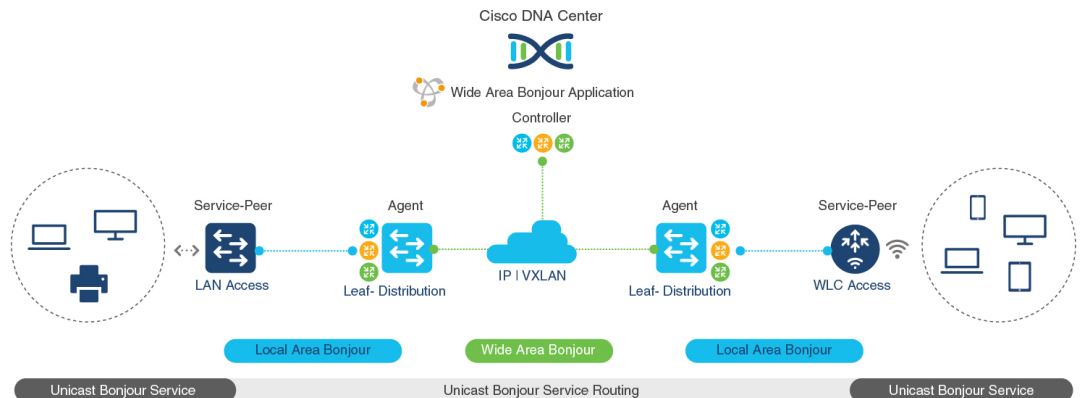 Cisco DNA Center
Wide Area Bonjour Application
Controller
Service-Peer
Agent
Agent
Service-Peer
LAN Access
Leaf- Distribution
IP | VXLAN
Leaf- Distribution
WLC Access
Local Area Bonjour
Wide Area Bonjour
Local Area Bonjour
Unicast Bonjour Service
Unicast Bonjour Service Routing
Unicast Bonjour Service